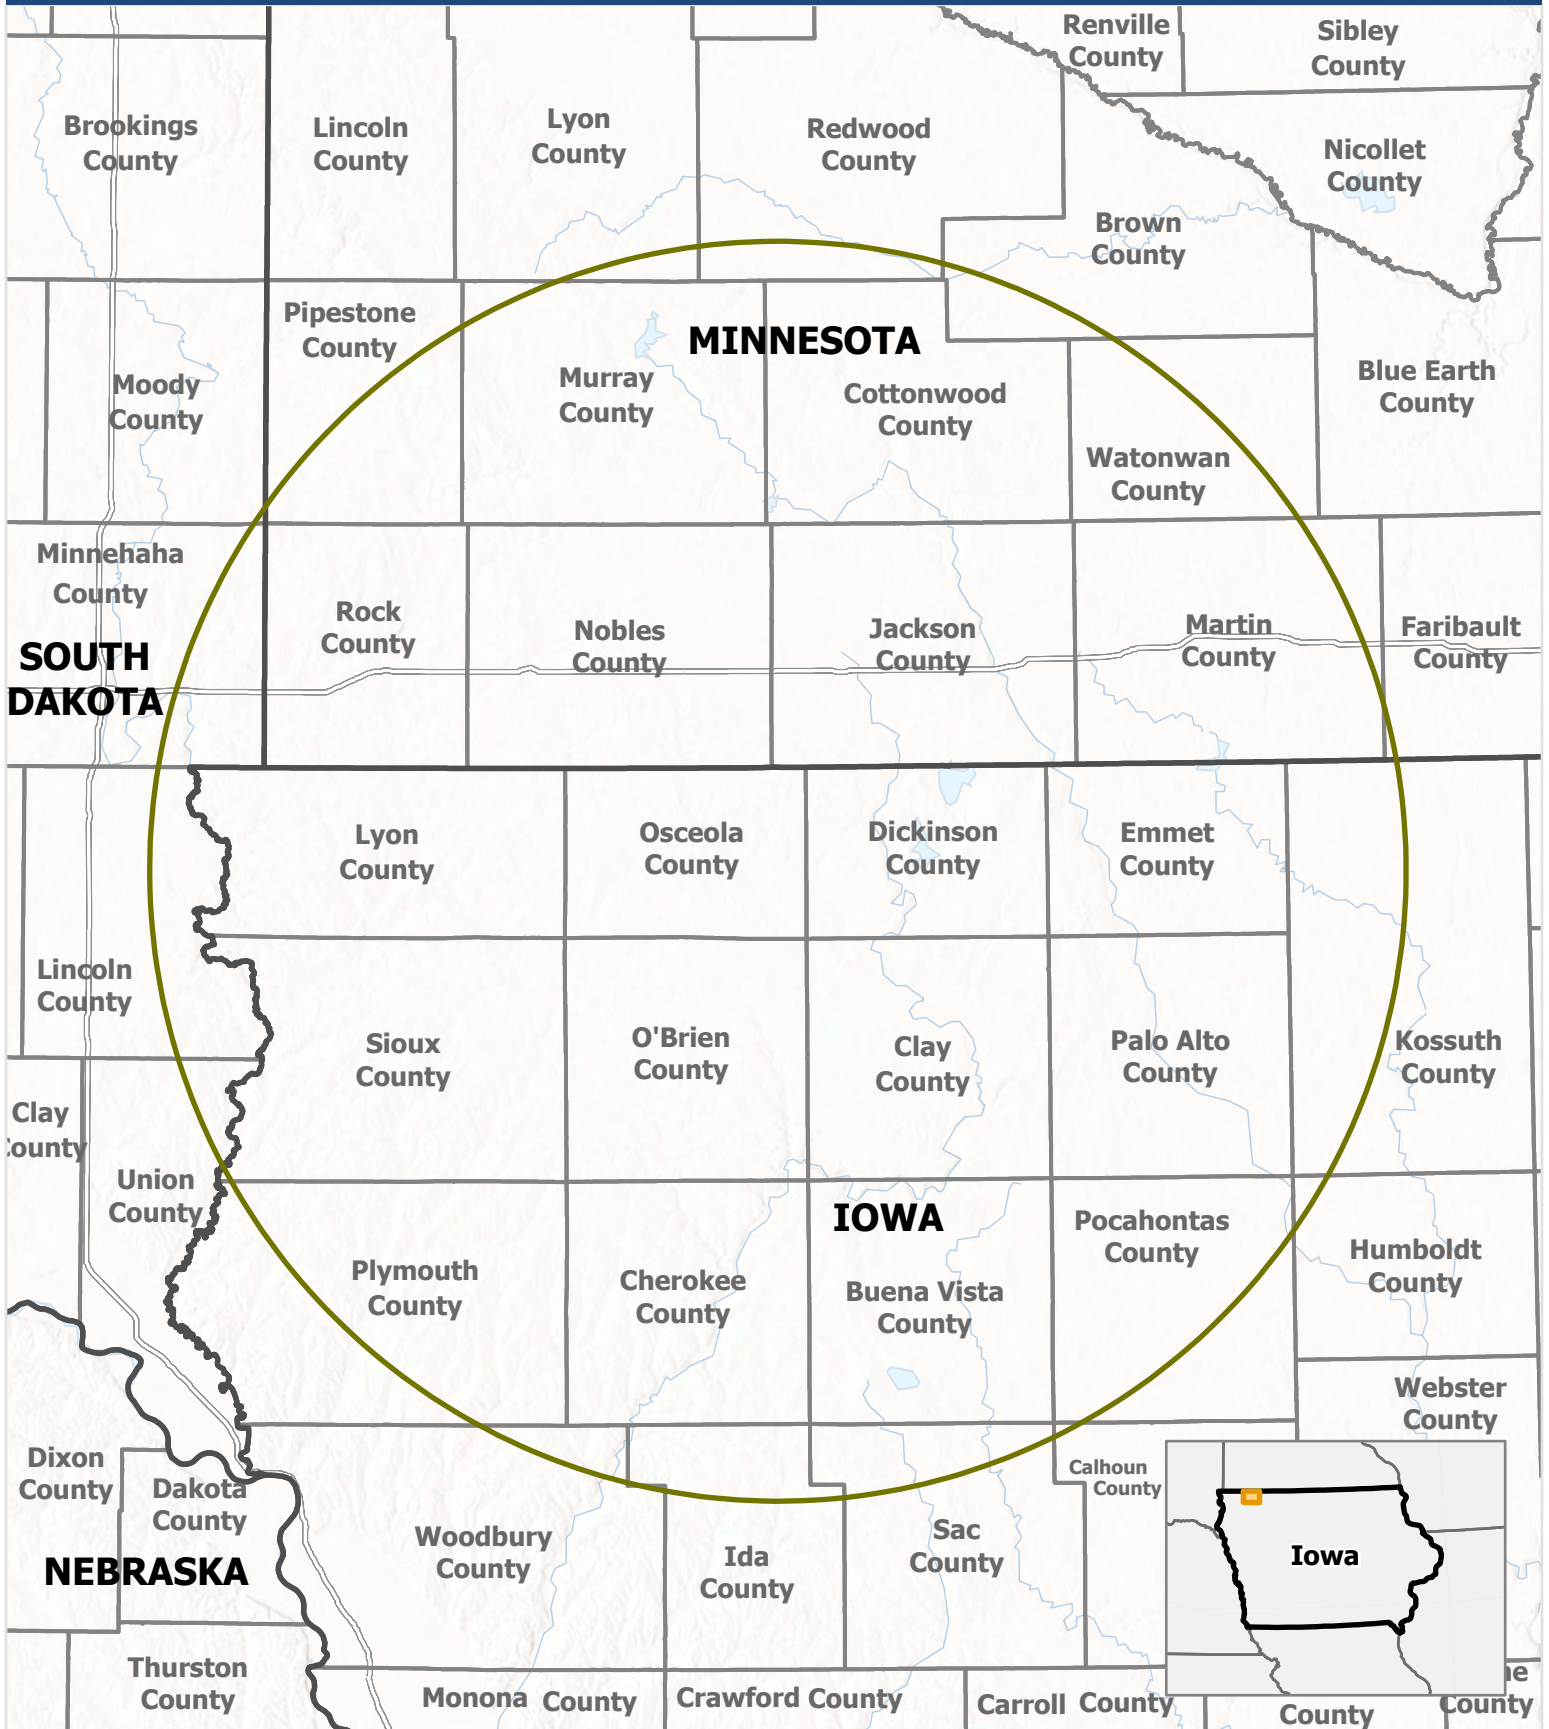 Renville
County
Sibley
County
Brookings
County
Lincoln
County
Lyon
County
Redwood
County
Nicollet
County
Brown
County
Pipestone
County
MINNESOTA
Moody
County
Murray
County
Cottonwood
County
Blue Earth
County
Watonwan
County
Minnehaha
County
Rock
County
Nobles
County
Jackson
County
Martin
County
Faribault
County
SOUTH
DAKOTA
Lyon
County
Osceola
County
Dickinson
County
Emmet
County
Lincoln
County
Sioux
County
O'Brien
County
Clay
County
Palo Alto
County
Kossuth
County
Clay
County
Union
County
IOWA
Pocahontas
County
Plymouth
County
Cherokee
County
Buena Vista
County
Humboldt
County
Webster
County
Dixon
County
Dakota
County
Calhoun
County
Woodbury
County
Ida
County
Sac
County
Iowa
NEBRASKA
Thurston
County
Monona County
Crawford County
Carroll County
County
County